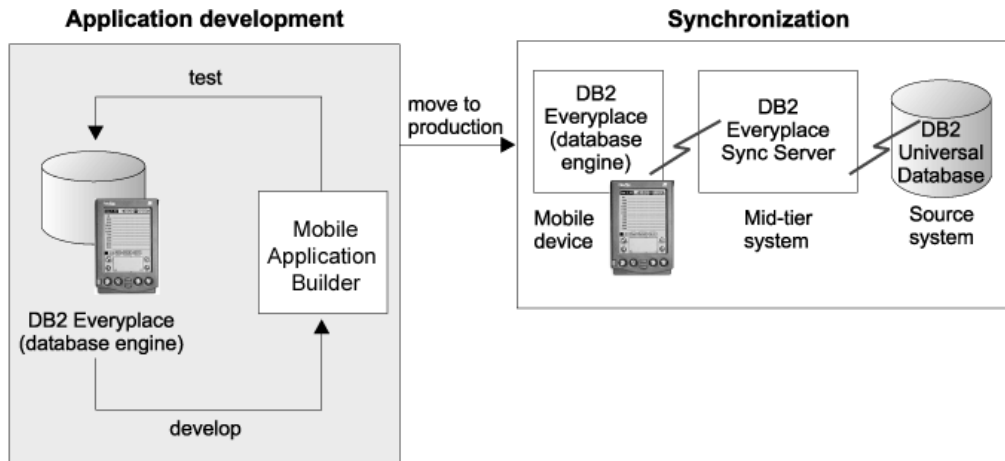 Application development
test
DB2 Everyplace
(database engine)
Mobile
Application
Builder
develop
move to
production
Synchronization
DB2
Everyplace
(database
engine)
Mobile
device
DB2
Everyplace
Sync Server
Mid-tier
system
DB2
Universal
Database
Source
system